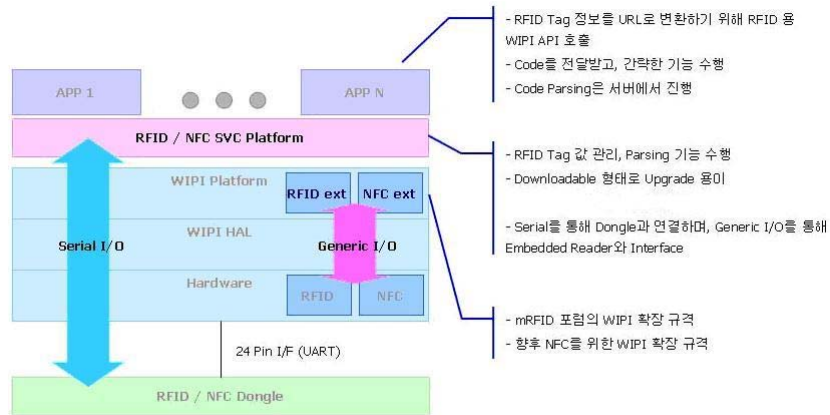 - RFID Tag 정보를 URL로 변환하기 위해 RFID 용
WIPI API 호출
- Code를 전달받고, 간략한 기능 수행
- Code Parsing은 서버에서 진행
APP 1
APP N
RFID / NFC SVC Platform
- RFID Tag 값 관리, Parsing 기능 수행
- Downloadable 형태로 Upgrade 용이
- Serial를 통해 Dongle과 연결하며, Generic I/O를 통해
Embedded Reader와 Interface
WIPI Platform
RFID ext
NFC ext
WIPI HAL
Serial I/O
Generic I/O
Hardware
RFID
NFC
- mRFID 포럼의 WIPI 확장 규격
- 향후 NFC를 위한 WIPI 확장 규격
24 Pin I/F (UART)
RFID / NFC Dongle